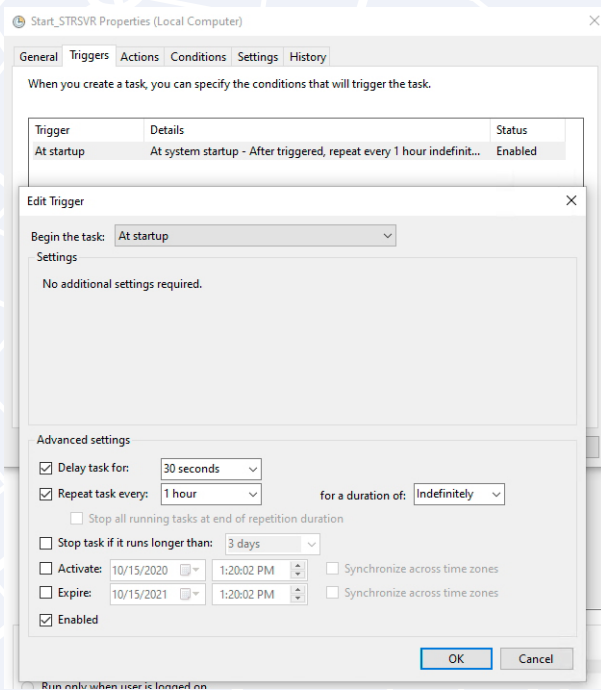 Start_STRSVR Properties (Local Computer)
General Triggers Actions Conditions Settings History
When you create a task, you can specify the conditions that will trigger the task.
Trigger Details Status
At startup At system startup - After triggered, repeat every 1 hour indefinit... Enabled
Edit Trigger
Begin the task: At startup
Settings
No additional settings required.
Advanced settings
Delay task for: 30 seconds
Repeat task every: 1 hour for a duration of: Indefinitely
Stop all running tasks at end of repetition duration
Stop task if it runs longer than: 3 days
Activate: 10/15/2020 1:20:02 PM Synchronize across time zones
Expire: 10/15/2021 1:20:02 PM Synchronize across time zones
Enabled
OK Cancel
Run only when user is logged on